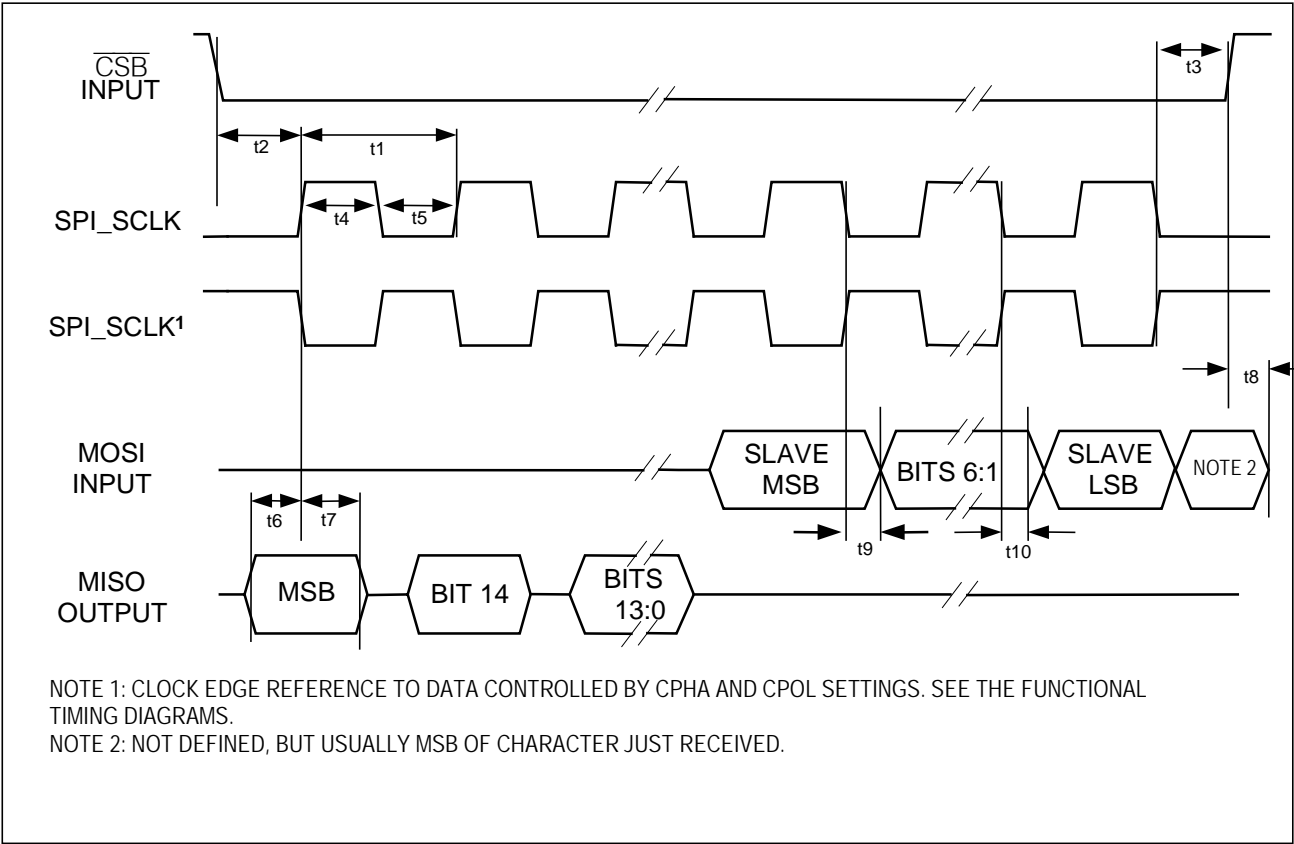 CSB
INPUT
t3
t2
t1
SPI_SCLK
t4
t5
SPI_SCLK¹
t8
MOSI
INPUT
SLAVE
MSB
BITS 6:1
SLAVE
LSB
NOTE 2
t6
t7
t9
t10
MISO
OUTPUT
MSB
BIT 14
BITS
13:0
NOTE 1: CLOCK EDGE REFERENCE TO DATA CONTROLLED BY CPHA AND CPOL SETTINGS. SEE THE FUNCTIONAL
TIMING DIAGRAMS.
NOTE 2: NOT DEFINED, BUT USUALLY MSB OF CHARACTER JUST RECEIVED.